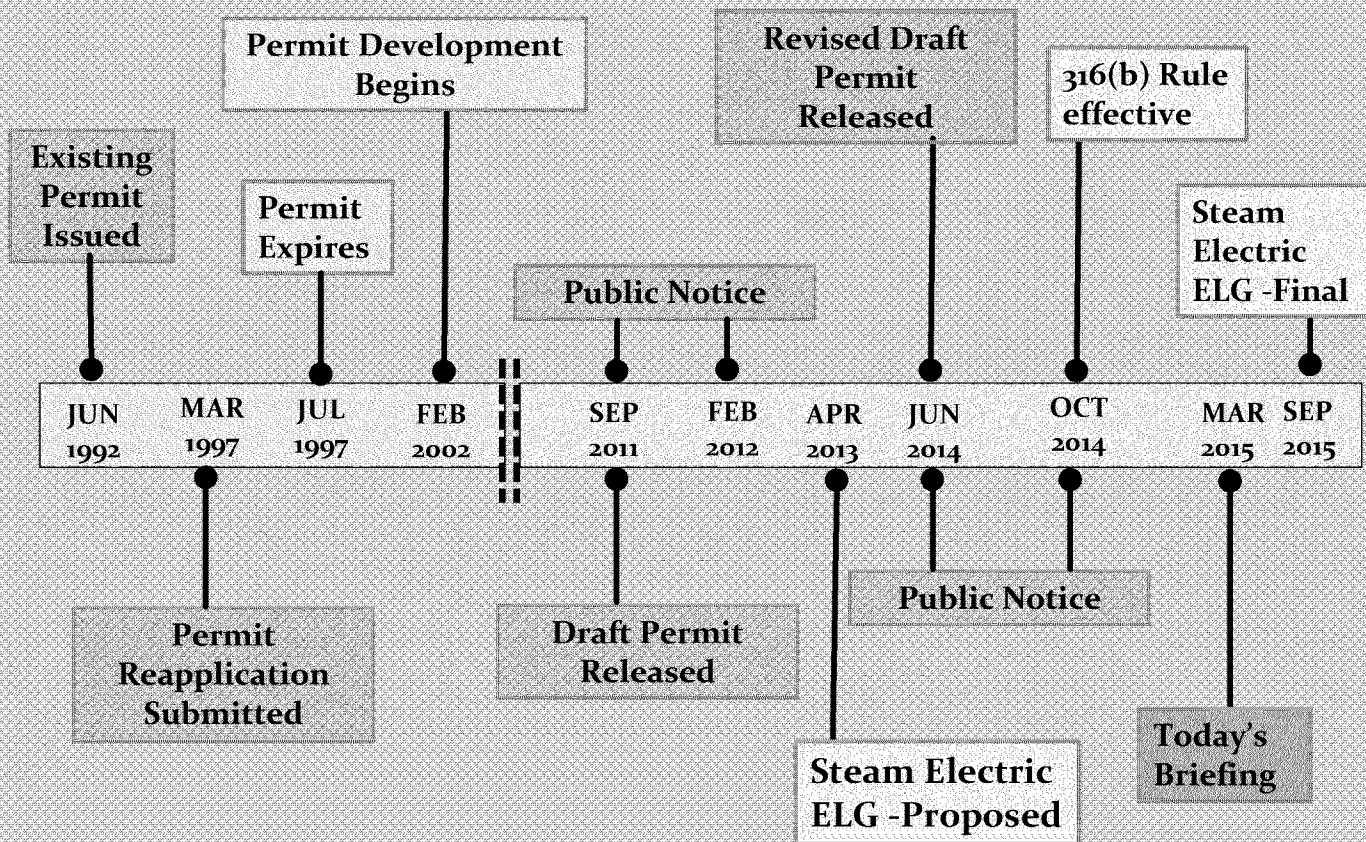 Permit Development
Begins
Revised Draft
Permit
Released
316(b) Rule
effective
Existing
Permit
Issued
Permit
Expires
Public Notice
Steam
Electric
ELG -Final
JUN
1992
MAR
1997
JUL
1997
FEB
2002
SEP
2011
FEB
2012
APR
2013
JUN
2014
OCT
2014
MAR
2015
SEP
2015
Permit
Reapplication
Submitted
Draft Permit
Released
Public Notice
Steam Electric
ELG -Proposed
Today's
Briefing